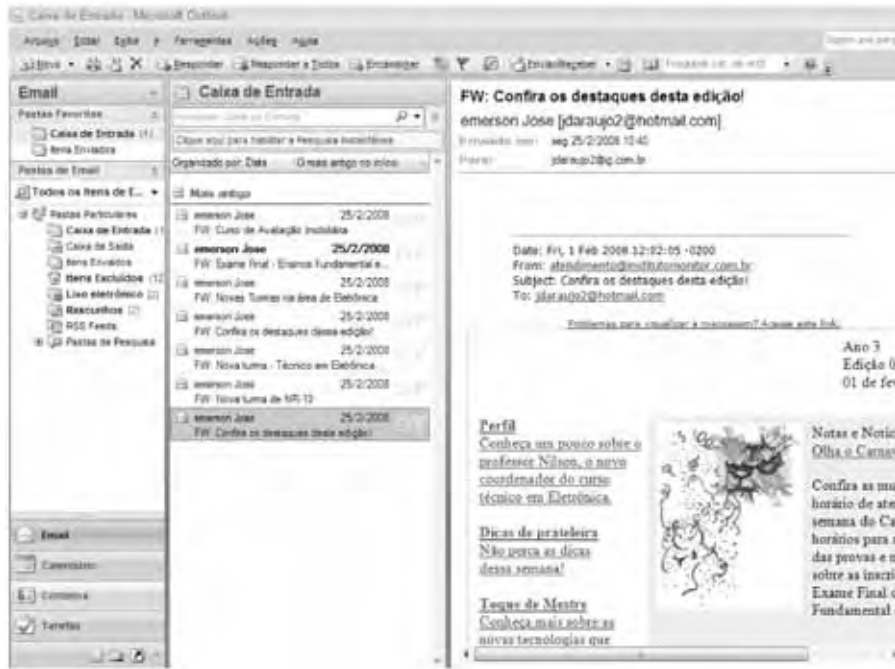 Caixa de Entrada - Microsoft Outlook
Arquivo Editar Exibir Ir Ferramentas Ações Ajuda
Novo Responder Responder a Todos Encaminhar Enviar/Receber
Email
Pastas Favoritas
Caixa de Entrada (1)
Itens Enviados
Pastas de Email
Todos os Itens de E...
Pastas Particulares
Caixa de Entrada (1
Caixa de Saída
Itens Enviados
Itens Excluídos (12
Lixo eletrônico (2)
Rascunhos (2)
RSS Feeds
Pastas de Pesquisa
Email
Calendário
Contatos
Tarefas
Caixa de Entrada
Clique aqui para habilitar a Pesquisa Instantânea
Organizado por: Data O mais antigo no início
Mais antigo
emerson Jose 25/2/2008
FW: Curso de Avaliação Imobiliária
emerson Jose 25/2/2008
FW: Exame Final - Ensinos Fundamental e...
emerson Jose 25/2/2008
FW: Novas Turmas na área de Eletrônica
emerson Jose 25/2/2008
FW: Confira os destaques dessa edição!
emerson Jose 25/2/2008
FW: Nova turma - Técnico em Eletrônica
emerson Jose 25/2/2008
FW: Nova turma de NR-10
emerson Jose 25/2/2008
FW: Confira os destaques desta edição!
FW: Confira os destaques desta edição!
emerson Jose [jdaraujo2@hotmail.com]
Enviado em: seg 25/2/2008 10:40
Para: jdaraujo2@ig.com.br
Date: Fri, 1 Feb 2008 12:02:05 -0200
From: atendimento@institutomonitor.com.br
Subject: Confira os destaques desta edição!
To: jdaraujo2@hotmail.com
Problemas para visualizar a mensagem? Acesse este link.
Ano 3
Edição 0
01 de fev
Perfil
Conheça um pouco sobre o
professor Nilson, o novo
coordenador do curso
técnico em Eletrônica.
Dicas de prateleira
Não perca as dicas
dessa semana!
Toque de Mestre
Conheça mais sobre as
novas tecnologias que
Notas e Notíc
Olha o Carnav
Confira as mu
horário de ate
semana do Ca
horários para
das provas e
sobre as inscri
Exame Final
Fundamental